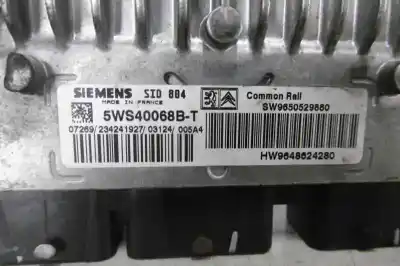 SIEMENS SID 804
MADE IN FRANCE
5WS40068B-T
07269/234241927/03124/005A4
Common Rail
SW9650529880
HW9648624280